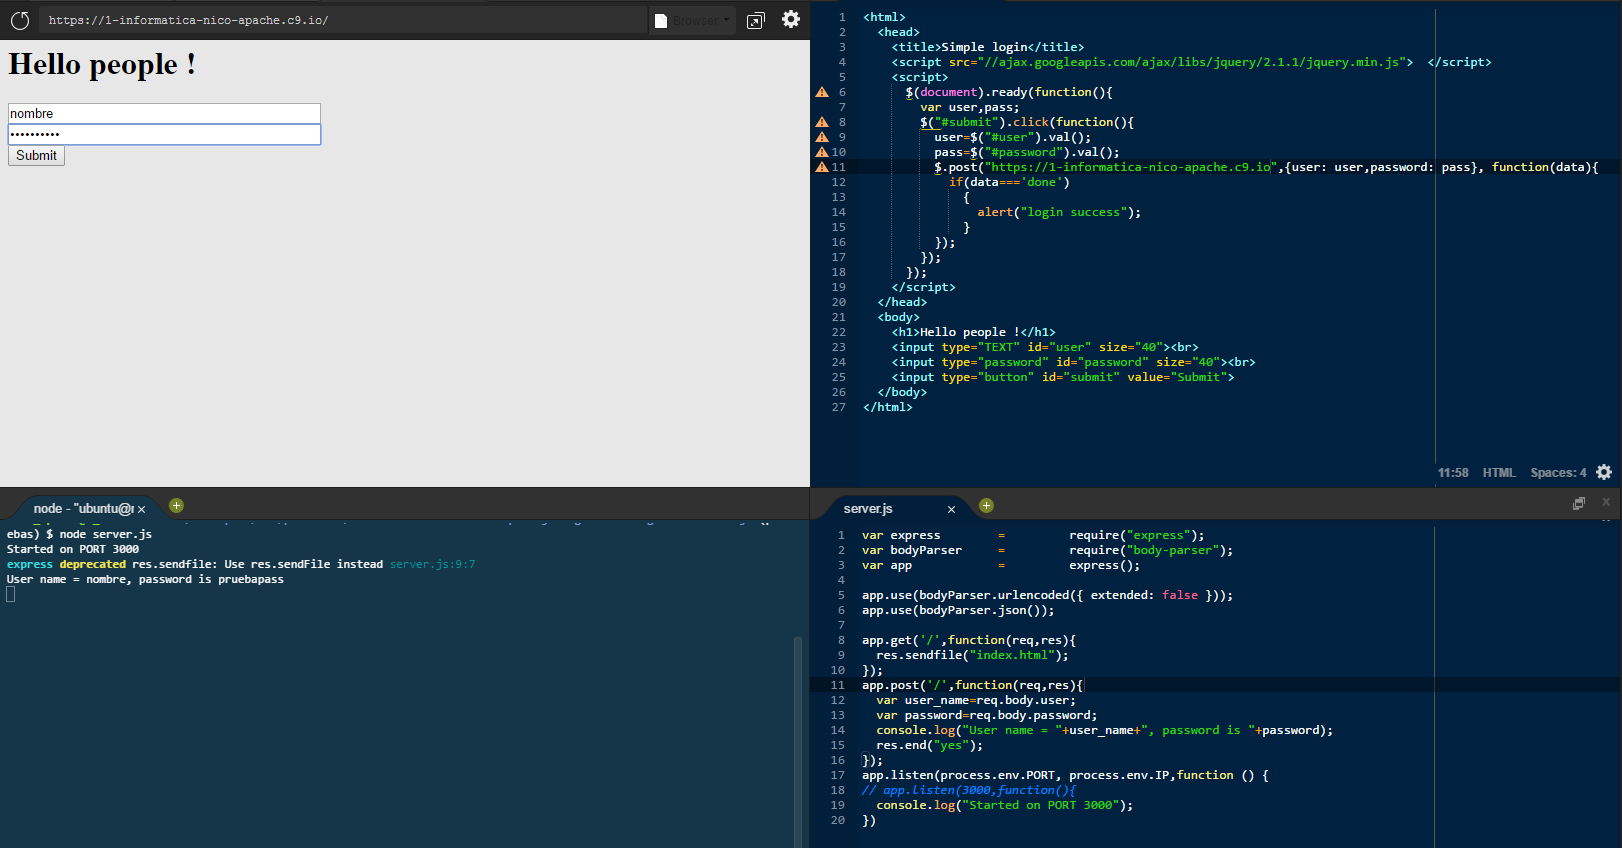 https://1-informatica-nico-apache.c9.io/
Browser
Hello people !
nombre
••••••••••
Submit
1 <html>
2 <head>
3 <title>Simple login</title>
4 <script src="//ajax.googleapis.com/ajax/libs/jquery/2.1.1/jquery.min.js">  </script>
5 <script>
6 $(document).ready(function(){
7 var user,pass;
8 $("#submit").click(function(){
9 user=$("#user").val();
10 pass=$("#password").val();
11 $.post("https://1-informatica-nico-apache.c9.io",{user: user,password: pass}, function(data){
12 if(data==='done')
13 {
14 alert("login success");
15 }
16 });
17 });
18 });
19 </script>
20 </head>
21 <body>
22 <h1>Hello people !</h1>
23 <input type="TEXT" id="user" size="40"><br>
24 <input type="password" id="password" size="40"><br>
25 <input type="button" id="submit" value="Submit">
26 </body>
27 </html>
11:58 HTML Spaces: 4
node - "ubuntu@r
ebas) $ node server.js
Started on PORT 3000
express deprecated res.sendfile: Use res.sendFile instead server.js:9:7
User name = nombre, password is pruebapass
server.js
1 var express = require("express");
2 var bodyParser = require("body-parser");
3 var app = express();
4
5 app.use(bodyParser.urlencoded({ extended: false }));
6 app.use(bodyParser.json());
7
8 app.get('/',function(req,res){
9 res.sendfile("index.html");
10 });
11 app.post('/',function(req,res){
12 var user_name=req.body.user;
13 var password=req.body.password;
14 console.log("User name = "+user_name+", password is "+password);
15 res.end("yes");
16 });
17 app.listen(process.env.PORT, process.env.IP,function () {
18 // app.listen(3000,function(){
19 console.log("Started on PORT 3000");
20 })